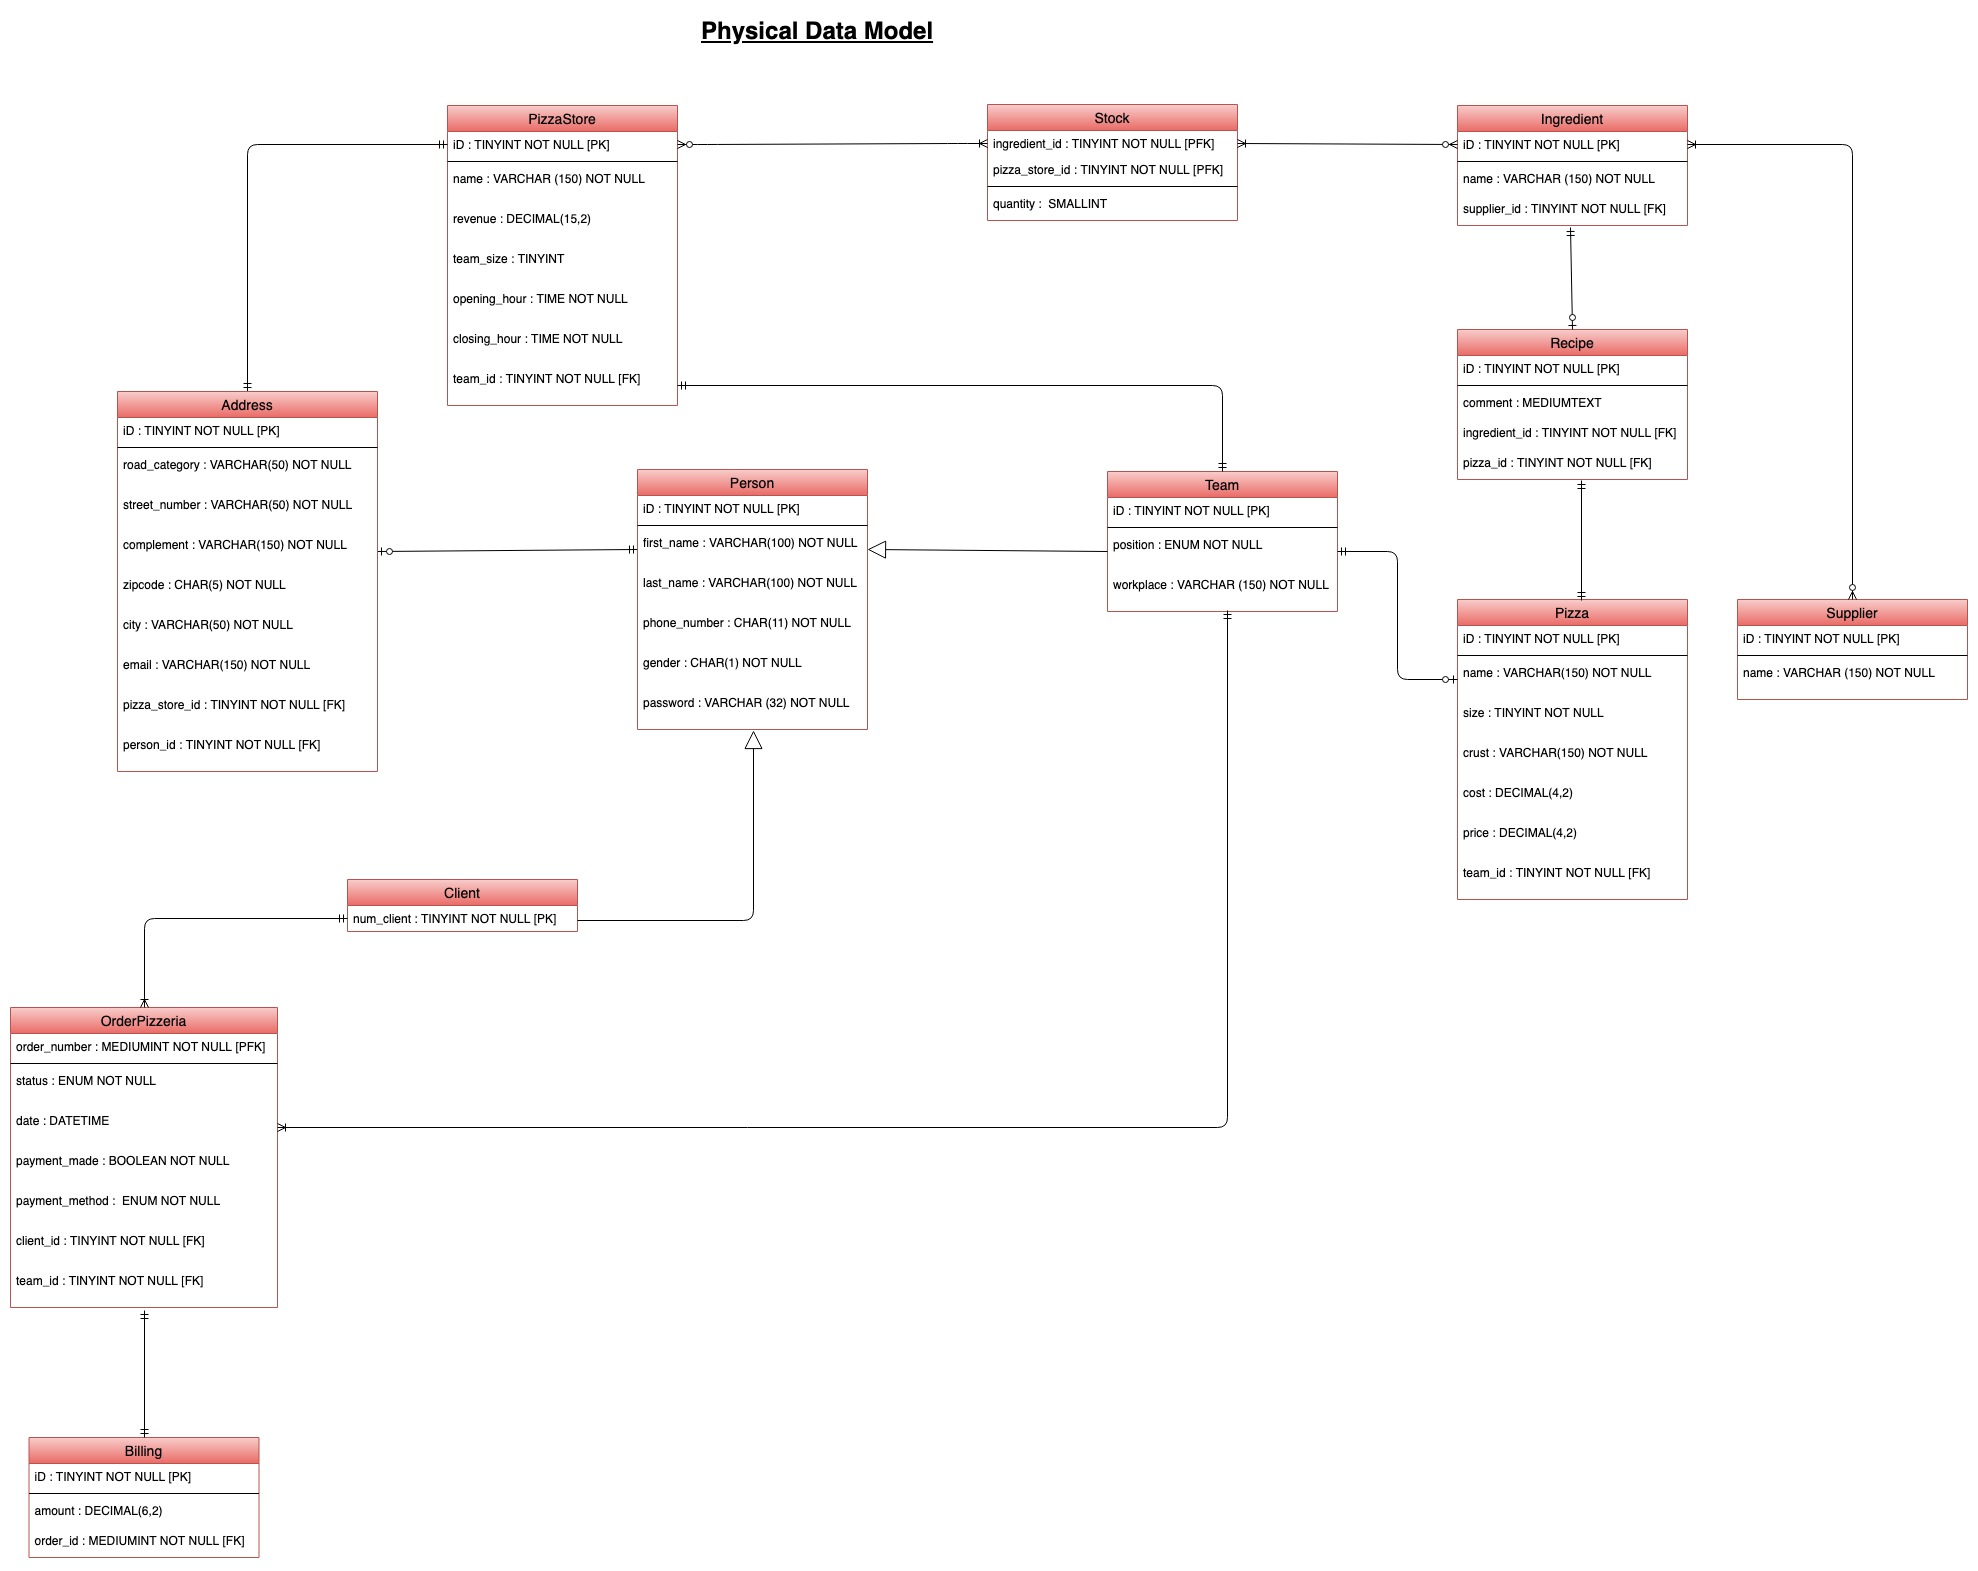 Physical Data Model
PizzaStore
iD : TINYINT NOT NULL [PK]
name : VARCHAR (150) NOT NULL
revenue : DECIMAL(15,2)
team_size : TINYINT
opening_hour : TIME NOT NULL
closing_hour : TIME NOT NULL
team_id : TINYINT NOT NULL [FK]
Stock
ingredient_id : TINYINT NOT NULL [PFK]
pizza_store_id : TINYINT NOT NULL [PFK]
quantity :  SMALLINT
Ingredient
iD : TINYINT NOT NULL [PK]
name : VARCHAR (150) NOT NULL
supplier_id : TINYINT NOT NULL [FK]
Recipe
iD : TINYINT NOT NULL [PK]
comment : MEDIUMTEXT
ingredient_id : TINYINT NOT NULL [FK]
pizza_id : TINYINT NOT NULL [FK]
Address
iD : TINYINT NOT NULL [PK]
road_category : VARCHAR(50) NOT NULL
street_number : VARCHAR(50) NOT NULL
complement : VARCHAR(150) NOT NULL
zipcode : CHAR(5) NOT NULL
city : VARCHAR(50) NOT NULL
email : VARCHAR(150) NOT NULL
pizza_store_id : TINYINT NOT NULL [FK]
person_id : TINYINT NOT NULL [FK]
Person
iD : TINYINT NOT NULL [PK]
first_name : VARCHAR(100) NOT NULL
last_name : VARCHAR(100) NOT NULL
phone_number : CHAR(11) NOT NULL
gender : CHAR(1) NOT NULL
password : VARCHAR (32) NOT NULL
Team
iD : TINYINT NOT NULL [PK]
position : ENUM NOT NULL
workplace : VARCHAR (150) NOT NULL
Pizza
iD : TINYINT NOT NULL [PK]
name : VARCHAR(150) NOT NULL
size : TINYINT NOT NULL
crust : VARCHAR(150) NOT NULL
cost : DECIMAL(4,2)
price : DECIMAL(4,2)
team_id : TINYINT NOT NULL [FK]
Supplier
iD : TINYINT NOT NULL [PK]
name : VARCHAR (150) NOT NULL
Client
num_client : TINYINT NOT NULL [PK]
OrderPizzeria
order_number : MEDIUMINT NOT NULL [PFK]
status : ENUM NOT NULL
date : DATETIME
payment_made : BOOLEAN NOT NULL
payment_method :  ENUM NOT NULL
client_id : TINYINT NOT NULL [FK]
team_id : TINYINT NOT NULL [FK]
Billing
iD : TINYINT NOT NULL [PK]
amount : DECIMAL(6,2)
order_id : MEDIUMINT NOT NULL [FK]